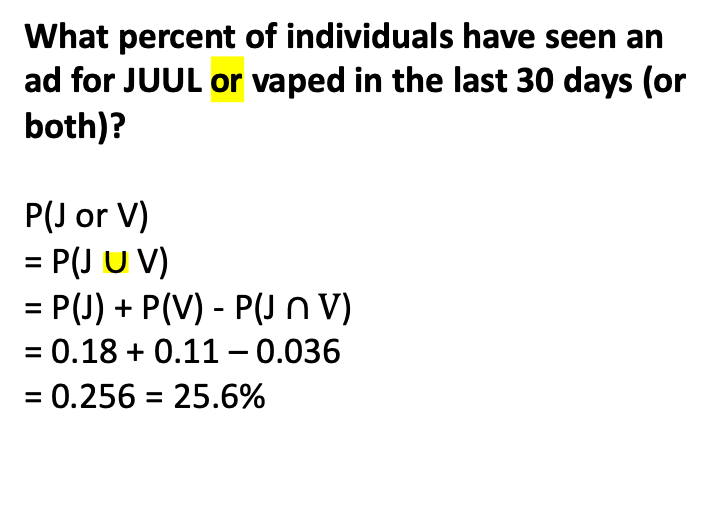 What percent of individuals have seen an
ad for JUUL or vaped in the last 30 days (or
both)?
P(J or V)
= P(J ∪ V)
= P(J) + P(V) - P(J ∩ V)
= 0.18 + 0.11 – 0.036
= 0.256 = 25.6%